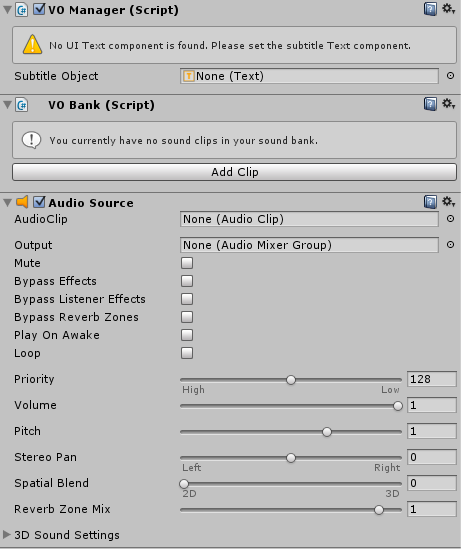 VO Manager (Script)
No UI Text component is found. Please set the subtitle Text component.
Subtitle Object None (Text)
VO Bank (Script)
You currently have no sound clips in your sound bank.
Add Clip
Audio Source
AudioClip None (Audio Clip)
Output None (Audio Mixer Group)
Mute
Bypass Effects
Bypass Listener Effects
Bypass Reverb Zones
Play On Awake
Loop
Priority 128
High Low
Volume 1
Pitch 1
Stereo Pan 0
Left Right
Spatial Blend 0
2D 3D
Reverb Zone Mix 1
3D Sound Settings